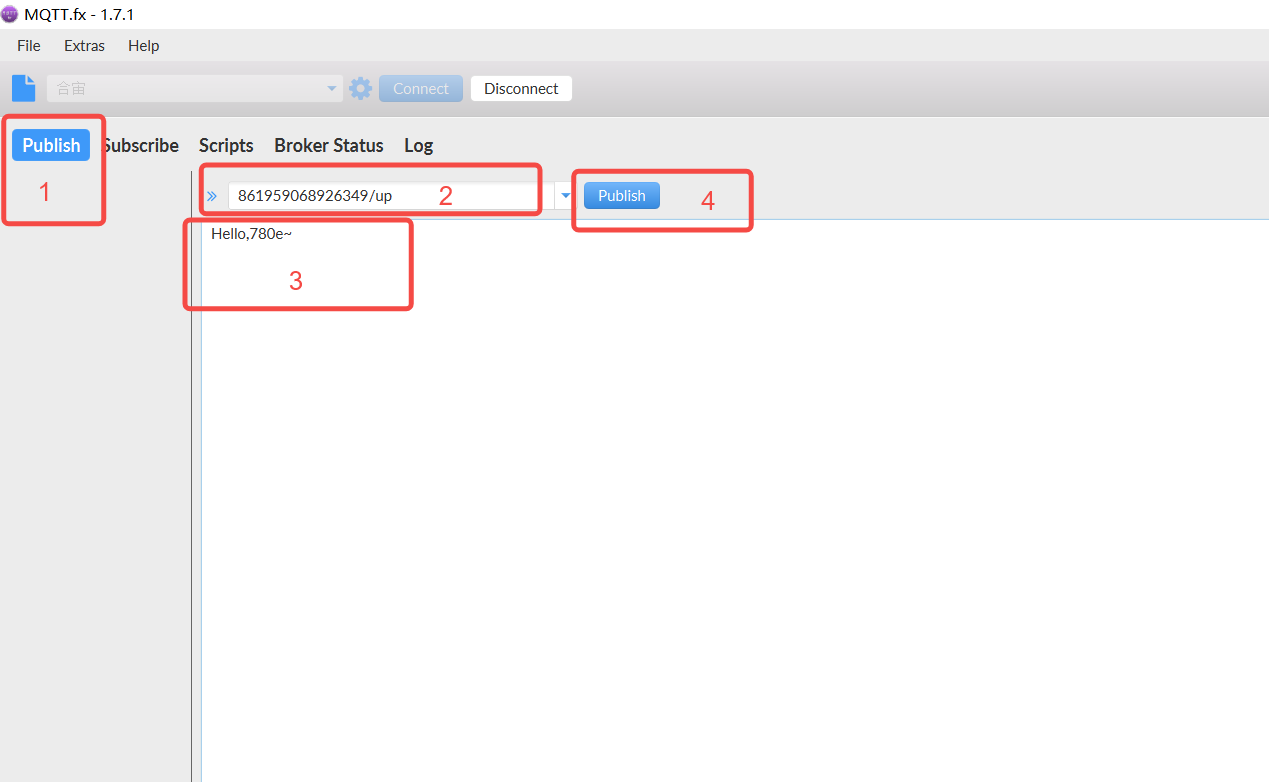 MQTT.fx - 1.7.1
File Extras Help
合宙 Connect Disconnect
Publish Subscribe Scripts Broker Status Log
1
861959068926349/up 2 Publish 4
Hello,780e~
3